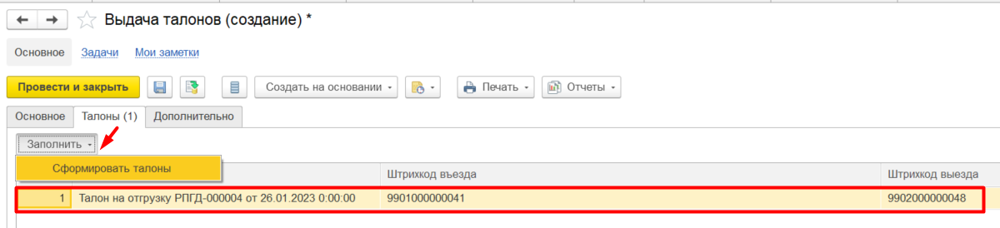 Выдача талонов (создание) *
Основное Задачи Мои заметки
Провести и закрыть Создать на основании Печать Отчеты
Основное Талоны (1) Дополнительно
Заполнить
Сформировать талоны
Штрихкод въезда Штрихкод выезда
1 Талон на отгрузку РПГД-000004 от 26.01.2023 0:00:00 9901000000041 9902000000048